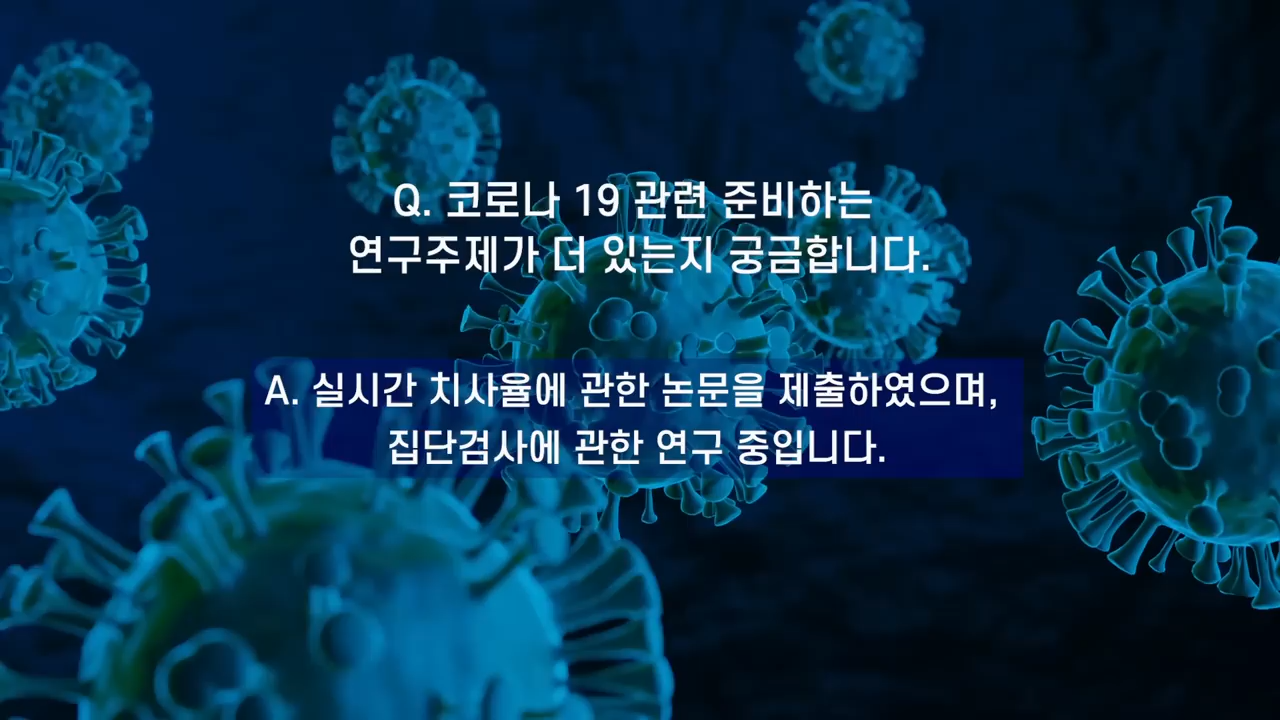 Q. 코로나 19 관련 준비하는
연구주제가 더 있는지 궁금합니다.
A. 실시간 치사율에 관한 논문을 제출하였으며,
집단검사에 관한 연구 중입니다.